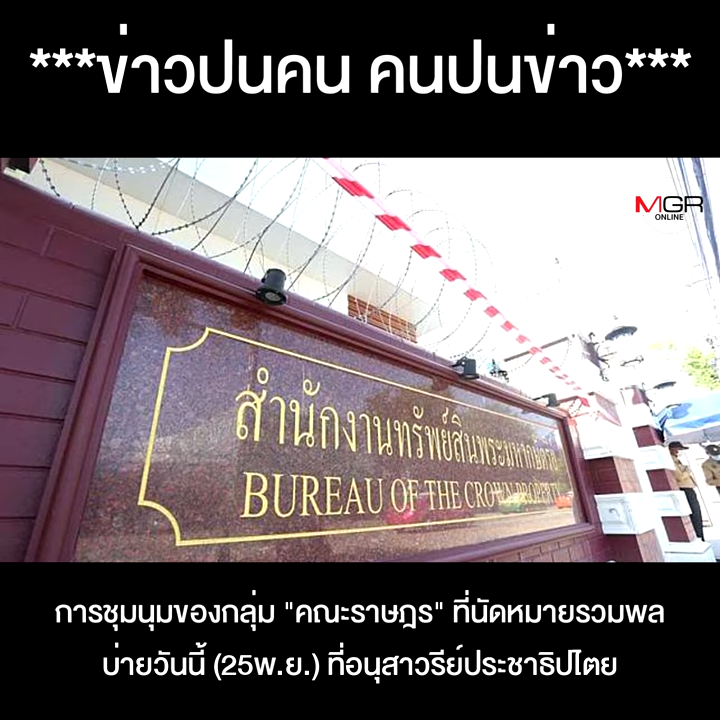 ***ข่าวปนคน คนปนข่าว***
MGR
ONLINE
สำนักงานทรัพย์สินพระมหากษัตริย์
BUREAU OF THE CROWN PROPERTY
การชุมนุมของกลุ่ม "คณะราษฎร" ที่นัดหมายรวมพล
บ่ายวันนี้ (25พ.ย.) ที่อนุสาวรีย์ประชาธิปไตย